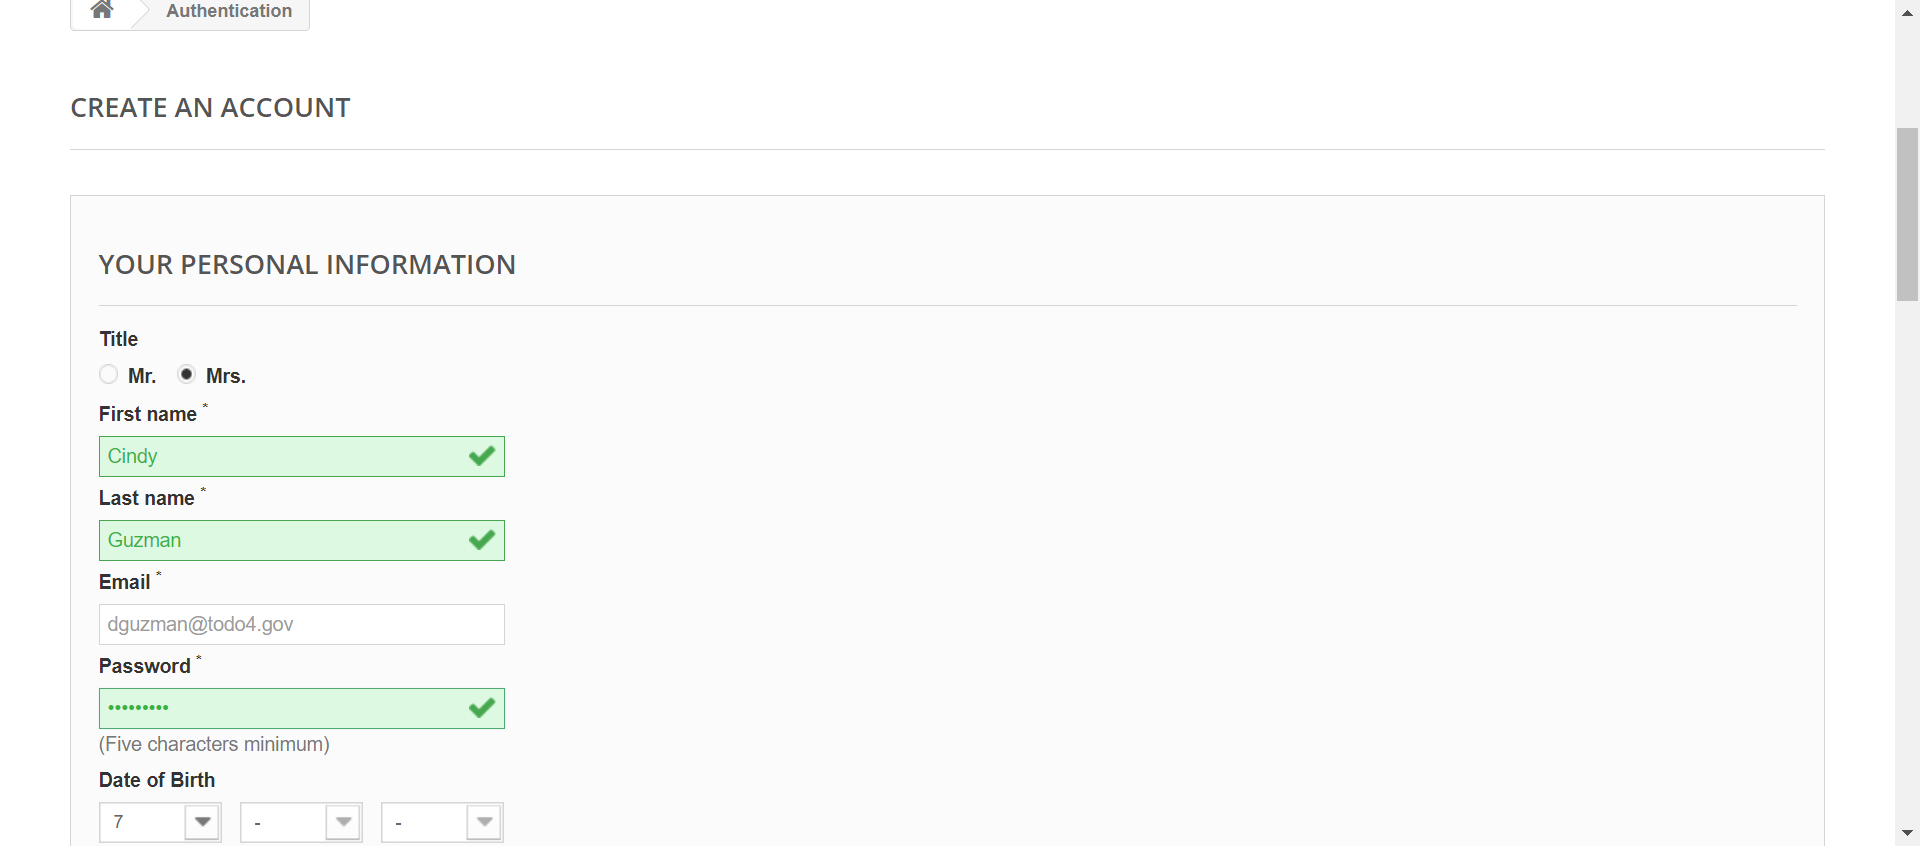 Authentication
CREATE AN ACCOUNT
YOUR PERSONAL INFORMATION
Title
Mr. Mrs.
First name *
Cindy
Last name *
Guzman
Email *
dguzman@todo4.gov
Password *
•••••••••
(Five characters minimum)
Date of Birth
7 - -